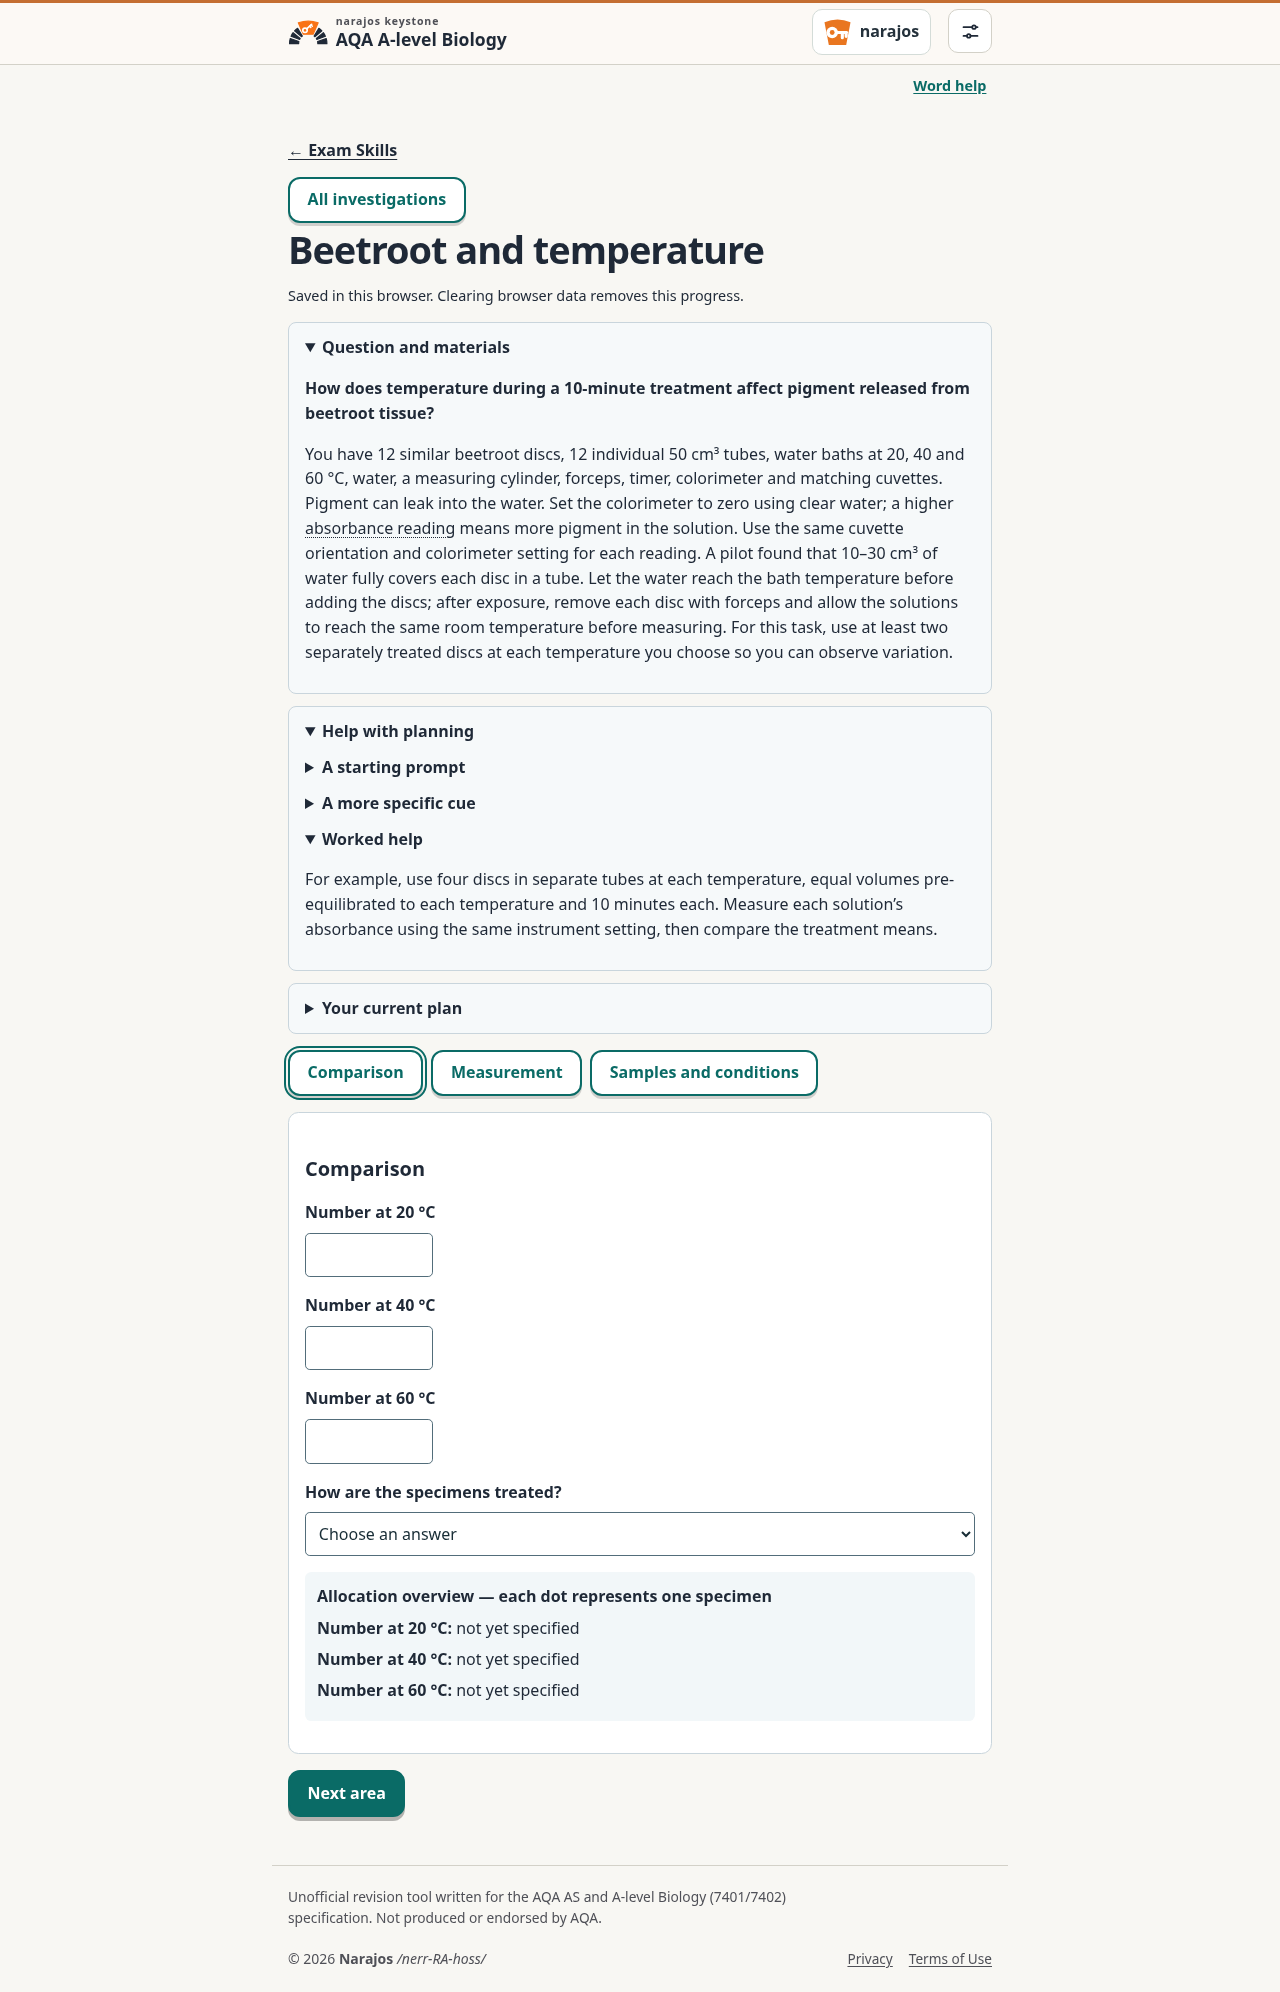 narajos keystone
AQA A-level Biology
narajos
Word help
← Exam Skills
All investigations
Beetroot and temperature
Saved in this browser. Clearing browser data removes this progress.
▼ Question and materials
How does temperature during a 10-minute treatment affect pigment released from
beetroot tissue?
You have 12 similar beetroot discs, 12 individual 50 cm³ tubes, water baths at 20, 40 and
60 °C, water, a measuring cylinder, forceps, timer, colorimeter and matching cuvettes.
Pigment can leak into the water. Set the colorimeter to zero using clear water; a higher
absorbance reading means more pigment in the solution. Use the same cuvette
orientation and colorimeter setting for each reading. A pilot found that 10–30 cm³ of
water fully covers each disc in a tube. Let the water reach the bath temperature before
adding the discs; after exposure, remove each disc with forceps and allow the solutions
to reach the same room temperature before measuring. For this task, use at least two
separately treated discs at each temperature you choose so you can observe variation.
▼ Help with planning
▶ A starting prompt
▶ A more specific cue
▼ Worked help
For example, use four discs in separate tubes at each temperature, equal volumes pre-
equilibrated to each temperature and 10 minutes each. Measure each solution’s
absorbance using the same instrument setting, then compare the treatment means.
▶ Your current plan
Comparison
Measurement
Samples and conditions
Comparison
Number at 20 °C
Number at 40 °C
Number at 60 °C
How are the specimens treated?
Choose an answer
Allocation overview — each dot represents one specimen
Number at 20 °C: not yet specified
Number at 40 °C: not yet specified
Number at 60 °C: not yet specified
Next area
Unofficial revision tool written for the AQA AS and A-level Biology (7401/7402)
specification. Not produced or endorsed by AQA.
© 2026 Narajos /nerr-RA-hoss/
Privacy
Terms of Use